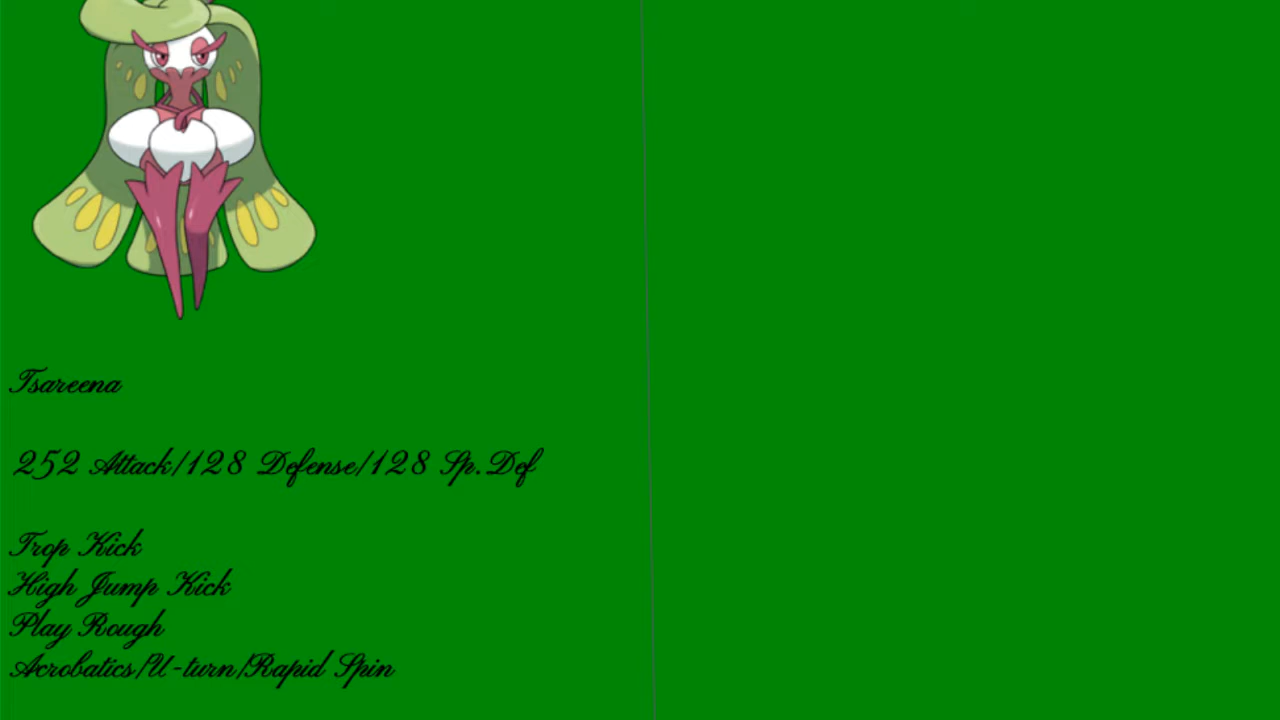 Tsareena
252 Attack/128 Defense/128 Sp.Def
Trop Kick
High Jump Kick
Play Rough
Acrobatics/U-turn/Rapid Spin